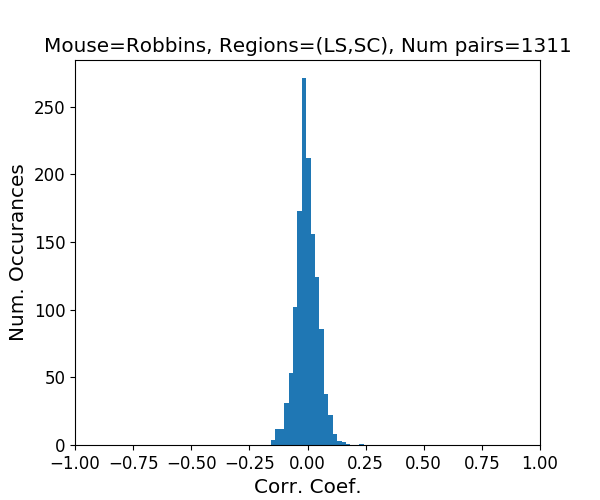 Mouse=Robbins, Regions=(LS,SC), Num pairs=1311
Num. Occurances
250
200
150
100
50
0
−1.00 −0.75 −0.50 −0.25 0.00 0.25 0.50 0.75 1.00
Corr. Coef.